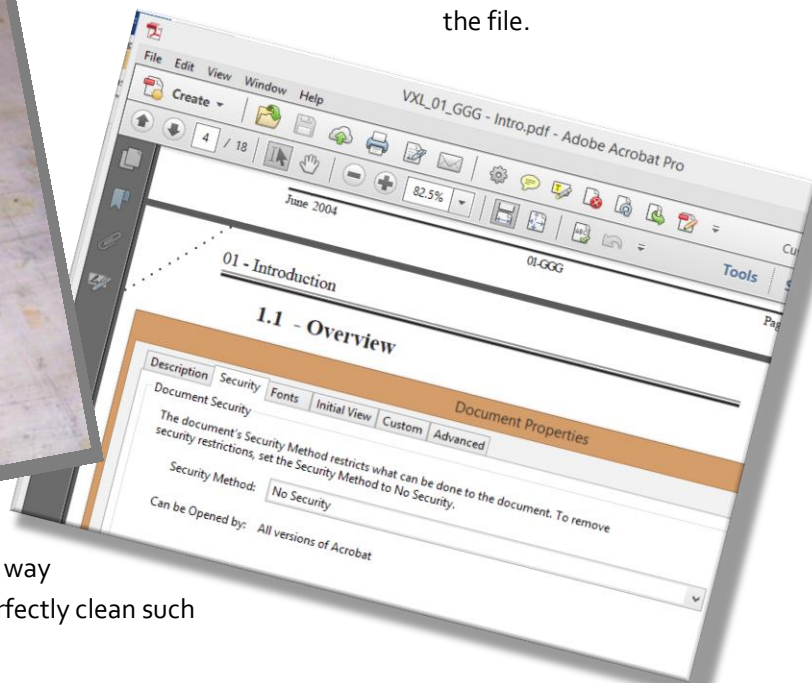 the file.
VXL_01_GGG - Intro.pdf - Adobe Acrobat Pro
File Edit View Window Help
Create
4 / 18
82.5%
Tools
June 2004
01-GGG
01 - Introduction
1.1 - Overview
Document Properties
Description Security Fonts Initial View Custom Advanced
Document Security
The document's Security Method restricts what can be done to the document. To remove
security restrictions, set the Security Method to No Security.
Security Method: No Security
Can be Opened by: All versions of Acrobat
way
rfectly clean such